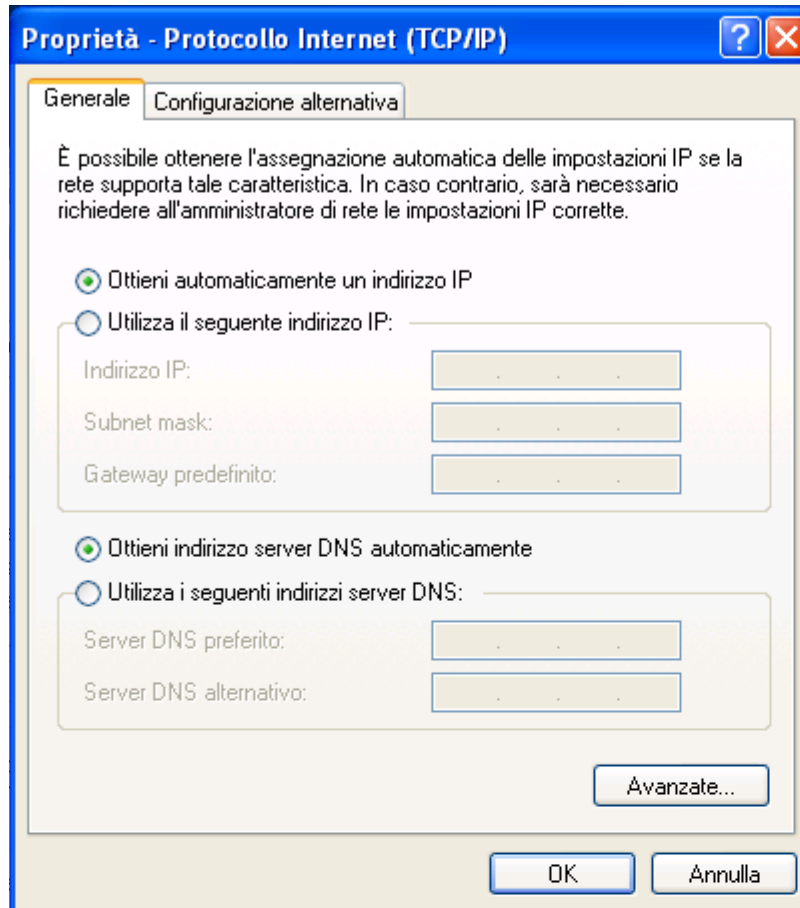 Proprietà - Protocollo Internet (TCP/IP)
Generale
Configurazione alternativa
È possibile ottenere l'assegnazione automatica delle impostazioni IP se la
rete supporta tale caratteristica. In caso contrario, sarà necessario
richiedere all'amministratore di rete le impostazioni IP corrette.
Ottieni automaticamente un indirizzo IP
Utilizza il seguente indirizzo IP:
Indirizzo IP:
Subnet mask:
Gateway predefinito:
Ottieni indirizzo server DNS automaticamente
Utilizza i seguenti indirizzi server DNS:
Server DNS preferito:
Server DNS alternativo:
Avanzate...
OK
Annulla